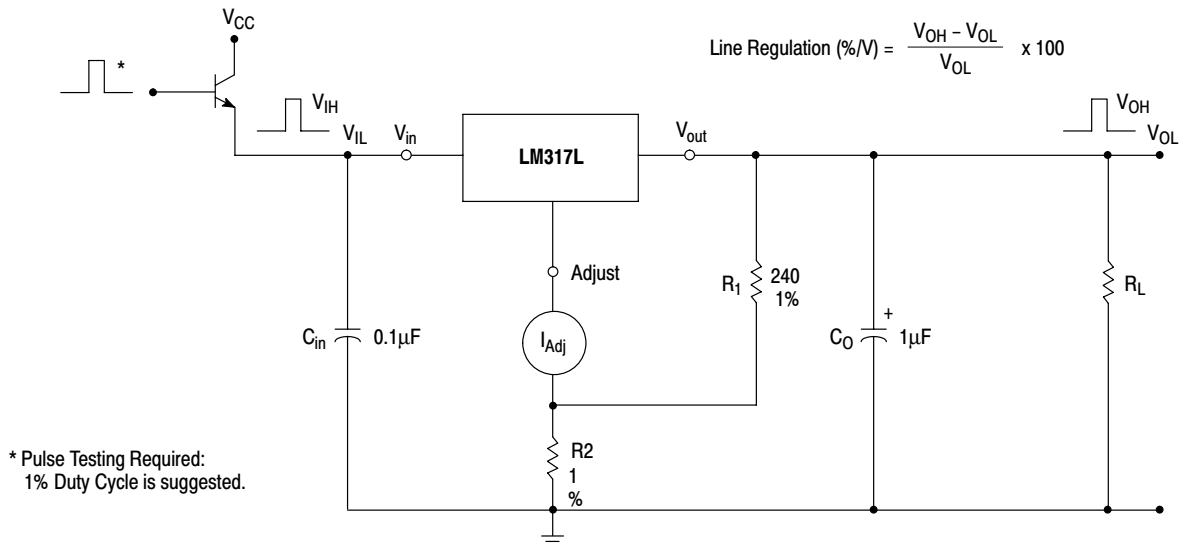 V_CC
Line Regulation (%/V) = V_OH – V_OL / V_OL x 100
*
V_IH
V_IL
V_in
LM317L
V_out
V_OH
V_OL
Adjust
R_1
240
1%
R_L
C_in
0.1µF
I_Adj
+
C_O
1µF
R2
1
%
* Pulse Testing Required:
1% Duty Cycle is suggested.